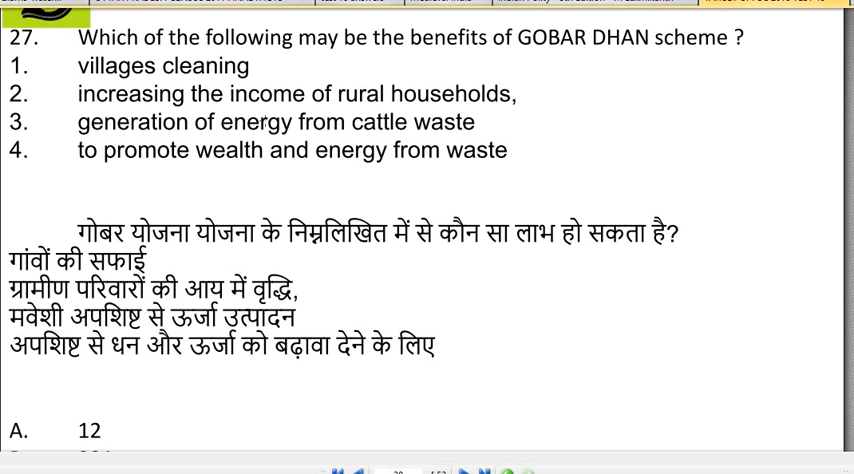 27. Which of the following may be the benefits of GOBAR DHAN scheme ?
1. villages cleaning
2. increasing the income of rural households,
3. generation of energy from cattle waste
4. to promote wealth and energy from waste
गोबर योजना योजना के निम्नलिखित में से कौन सा लाभ हो सकता है?
गांवों की सफाई
ग्रामीण परिवारों की आय में वृद्धि,
मवेशी अपशिष्ट से ऊर्जा उत्पादन
अपशिष्ट से धन और ऊर्जा को बढ़ावा देने के लिए
A. 12